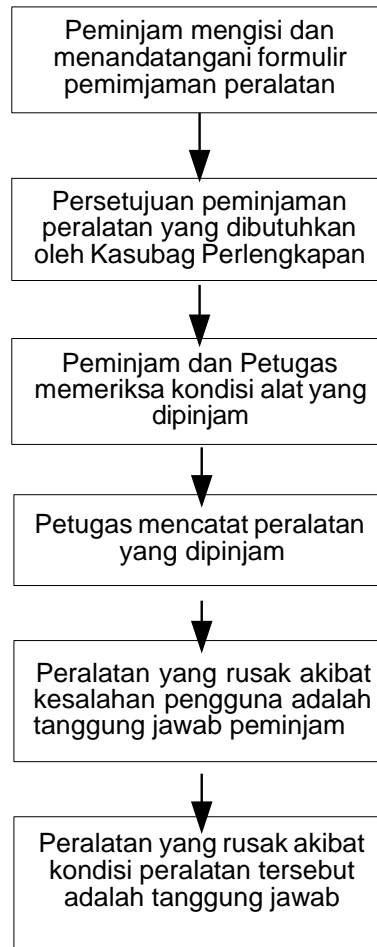 Peminjam mengisi dan
menandatangani formulir
pemimjaman peralatan
Persetujuan peminjaman
peralatan yang dibutuhkan
oleh Kasubag Perlengkapan
Peminjam dan Petugas
memeriksa kondisi alat yang
dipinjam
Petugas mencatat peralatan
yang dipinjam
Peralatan yang rusak akibat
kesalahan pengguna adalah
tanggung jawab peminjam
Peralatan yang rusak akibat
kondisi peralatan tersebut
adalah tanggung jawab